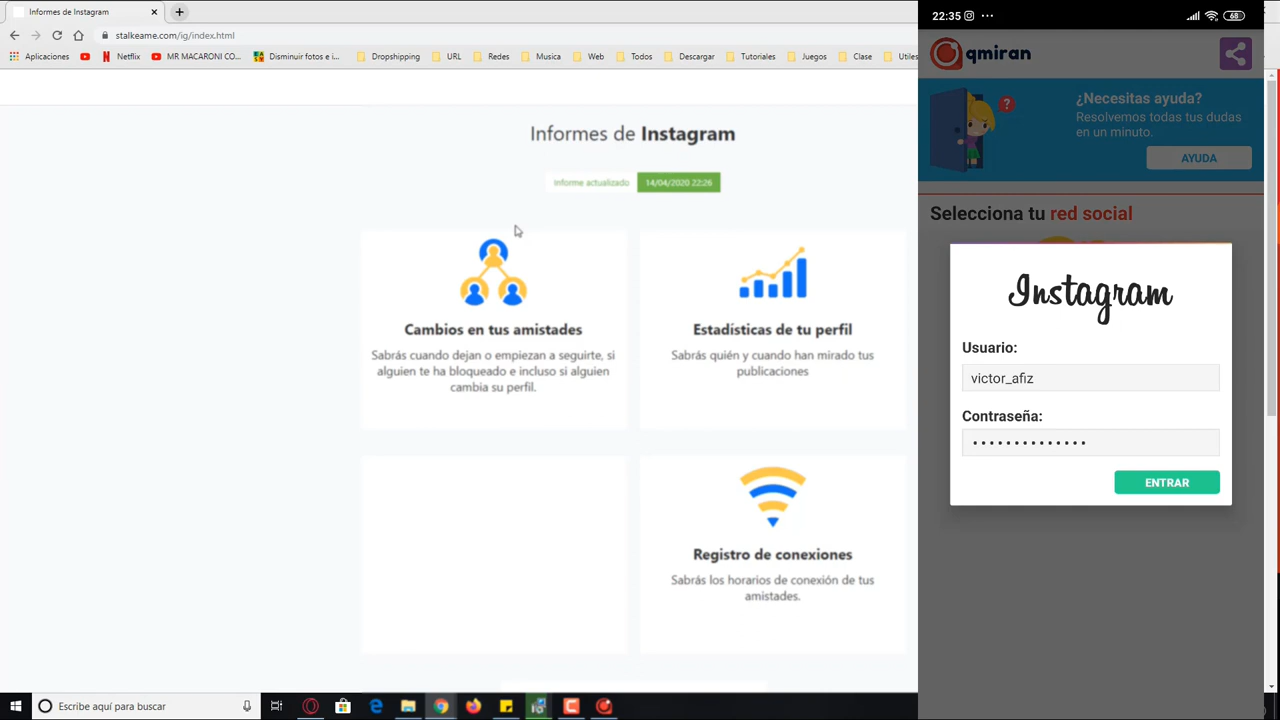 Informes de Instagram
stalkeame.com/ig/index.html
Aplicaciones
Netflix
MR MACARONI CO...
Disminuir fotos e i...
Dropshipping
URL
Redes
Musica
Web
Todos
Descargar
Tutoriales
Juegos
Clase
Utiles
Informes de Instagram
Informe actualizado
14/04/2020 22:26
Cambios en tus amistades
Sabrás cuando dejan o empiezan a seguirte, si
alguien te ha bloqueado e incluso si alguien
cambia su perfil.
Estadísticas de tu perfil
Sabrás quién y cuando han mirado tus
publicaciones
Registro de conexiones
Sabrás los horarios de conexión de tus
amistades.
Escribe aquí para buscar
22:35
68
qmiran
¿Necesitas ayuda?
Resolvemos todas tus dudas
en un minuto.
AYUDA
Selecciona tu red social
Instagram
Usuario:
victor_afiz
Contraseña:
ENTRAR